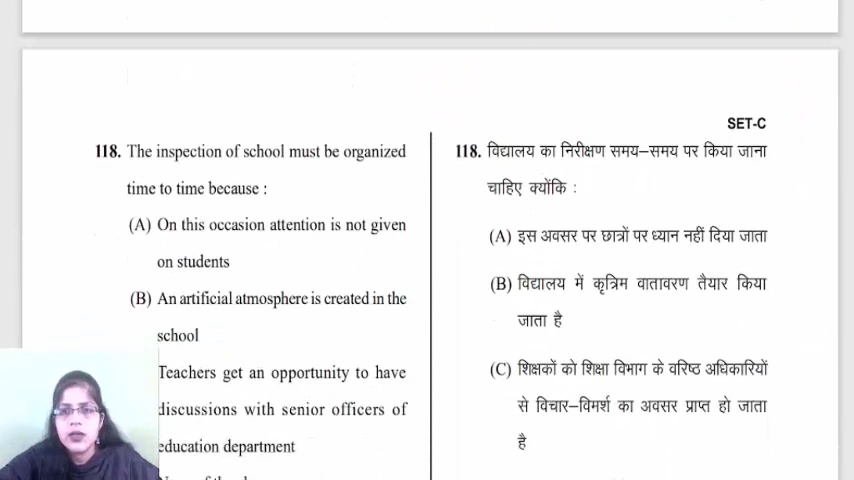 SET-C
118. The inspection of school must be organized
time to time because :
(A) On this occasion attention is not given
on students
(B) An artificial atmosphere is created in the
school
Teachers get an opportunity to have
discussions with senior officers of
education department
118. विद्यालय का निरीक्षण समय–समय पर किया जाना
चाहिए क्योंकि :
(A) इस अवसर पर छात्रों पर ध्यान नहीं दिया जाता
(B) विद्यालय में कृत्रिम वातावरण तैयार किया
जाता है
(C) शिक्षकों को शिक्षा विभाग के वरिष्ठ अधिकारियों
से विचार–विमर्श का अवसर प्राप्त हो जाता
है